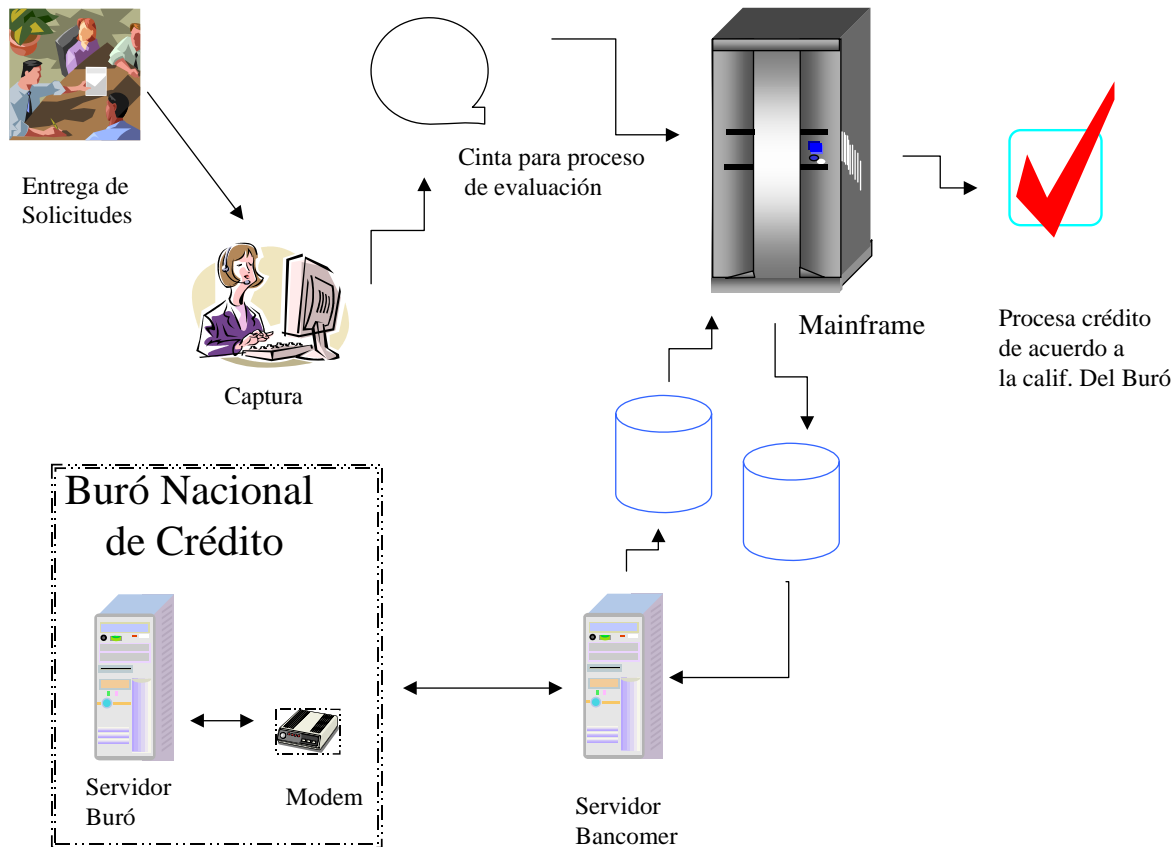 Entrega de
Solicitudes
Cinta para proceso
de evaluación
Captura
Mainframe
Procesa crédito
de acuerdo a
la calif. Del Buró
Buró Nacional
de Crédito
Servidor
Buró
Modem
Servidor
Bancomer